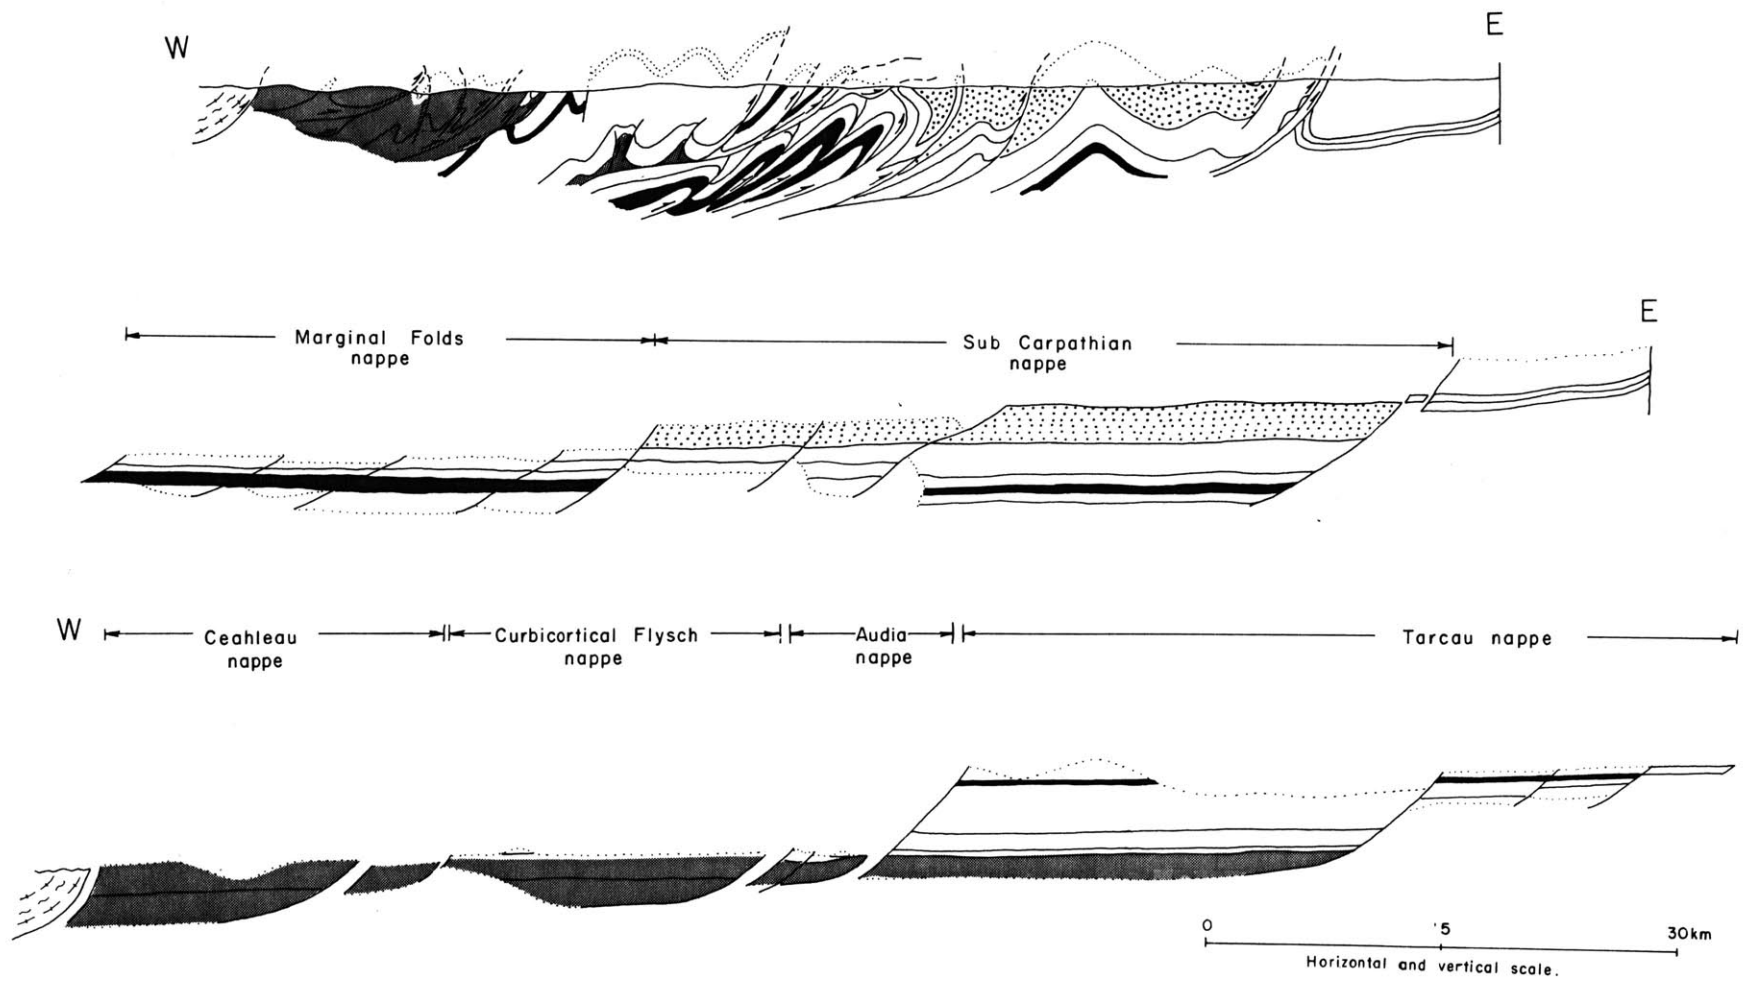 W E
E
Marginal Folds
nappe
Sub Carpathian
nappe
W
Ceahleau
nappe
Curbicortical Flysch
nappe
Audia
nappe
Tarcau nappe
0 '5 30km
Horizontal and vertical scale.